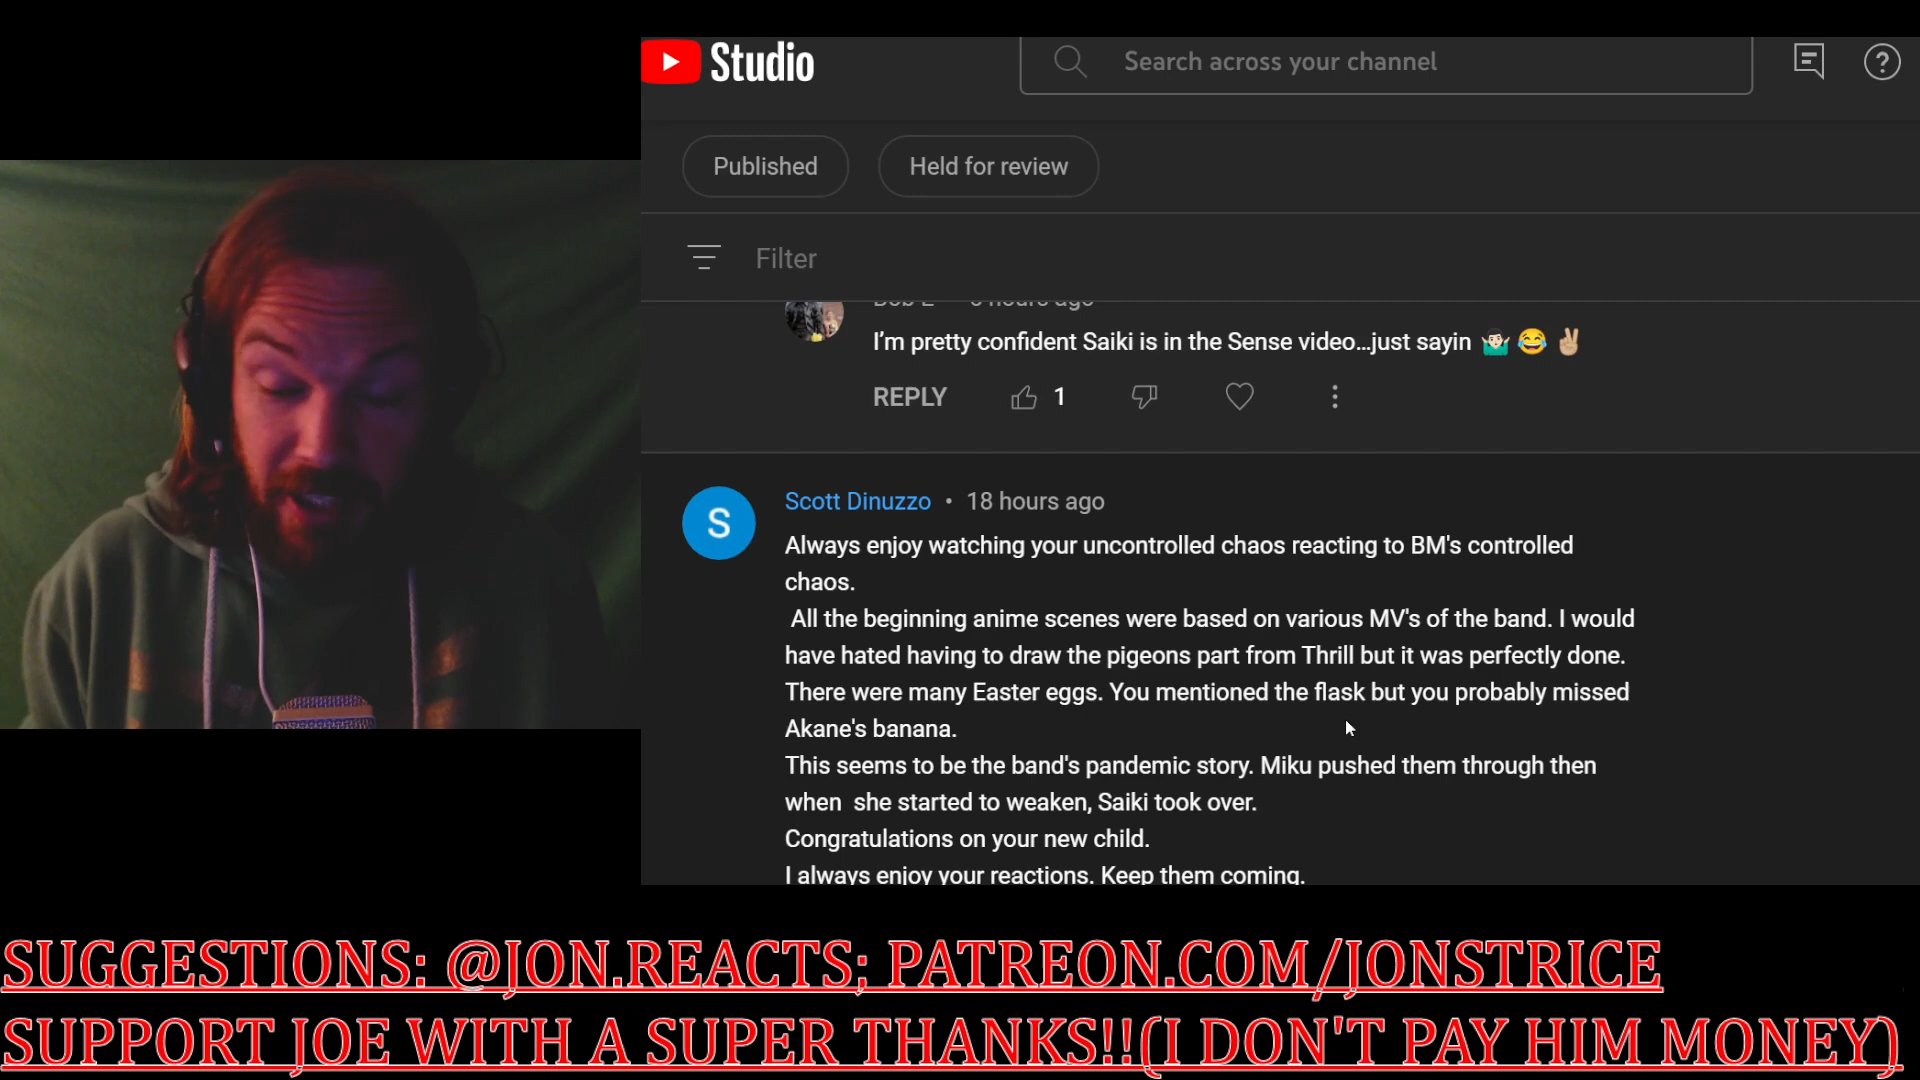 Studio
Search across your channel
Published
Held for review
Filter
I'm pretty confident Saiki is in the Sense video...just sayin 🤷🏻‍♂️ 😂 ✌🏼
REPLY 1
S
Scott Dinuzzo • 18 hours ago
Always enjoy watching your uncontrolled chaos reacting to BM's controlled
chaos.
All the beginning anime scenes were based on various MV's of the band. I would
have hated having to draw the pigeons part from Thrill but it was perfectly done.
There were many Easter eggs. You mentioned the flask but you probably missed
Akane's banana.
This seems to be the band's pandemic story. Miku pushed them through then
when she started to weaken, Saiki took over.
Congratulations on your new child.
I always enjoy your reactions. Keep them coming.
SUGGESTIONS: @JON.REACTS; PATREON.COM/JONSTRICE
SUPPORT JOE WITH A SUPER THANKS!!(I DON'T PAY HIM MONEY)